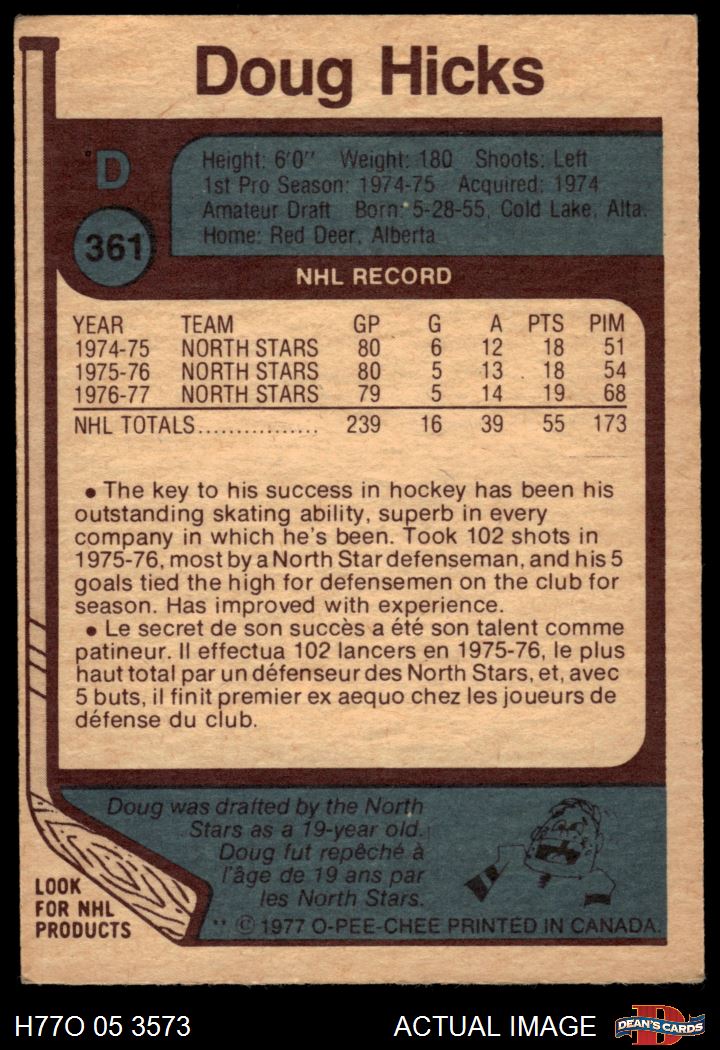 Doug Hicks
D
361
Height: 6'0" Weight: 180 Shoots: Left
1st Pro Season: 1974-75 Acquired: 1974
Amateur Draft Born: 5-28-55, Cold Lake, Alta.
Home: Red Deer, Alberta
NHL RECORD
YEAR TEAM GP G A PTS PIM
1974-75 NORTH STARS 80 6 12 18 51
1975-76 NORTH STARS 80 5 13 18 54
1976-77 NORTH STARS 79 5 14 19 68
NHL TOTALS................ 239 16 39 55 173
• The key to his success in hockey has been his
outstanding skating ability, superb in every
company in which he's been. Took 102 shots in
1975-76, most by a North Star defenseman, and his 5
goals tied the high for defensemen on the club for
season. Has improved with experience.
• Le secret de son succès a été son talent comme
patineur. Il effectua 102 lancers en 1975-76, le plus
haut total par un défenseur des North Stars, et, avec
5 buts, il finit premier ex aequo chez les joueurs de
défense du club.
Doug was drafted by the North
Stars as a 19-year old.
Doug fut repêché à
l'âge de 19 ans par
les North Stars.
LOOK
FOR NHL
PRODUCTS
** © 1977 O-PEE-CHEE PRINTED IN CANADA.
H77O 05 3573
ACTUAL IMAGE
D
DEAN'S CARDS